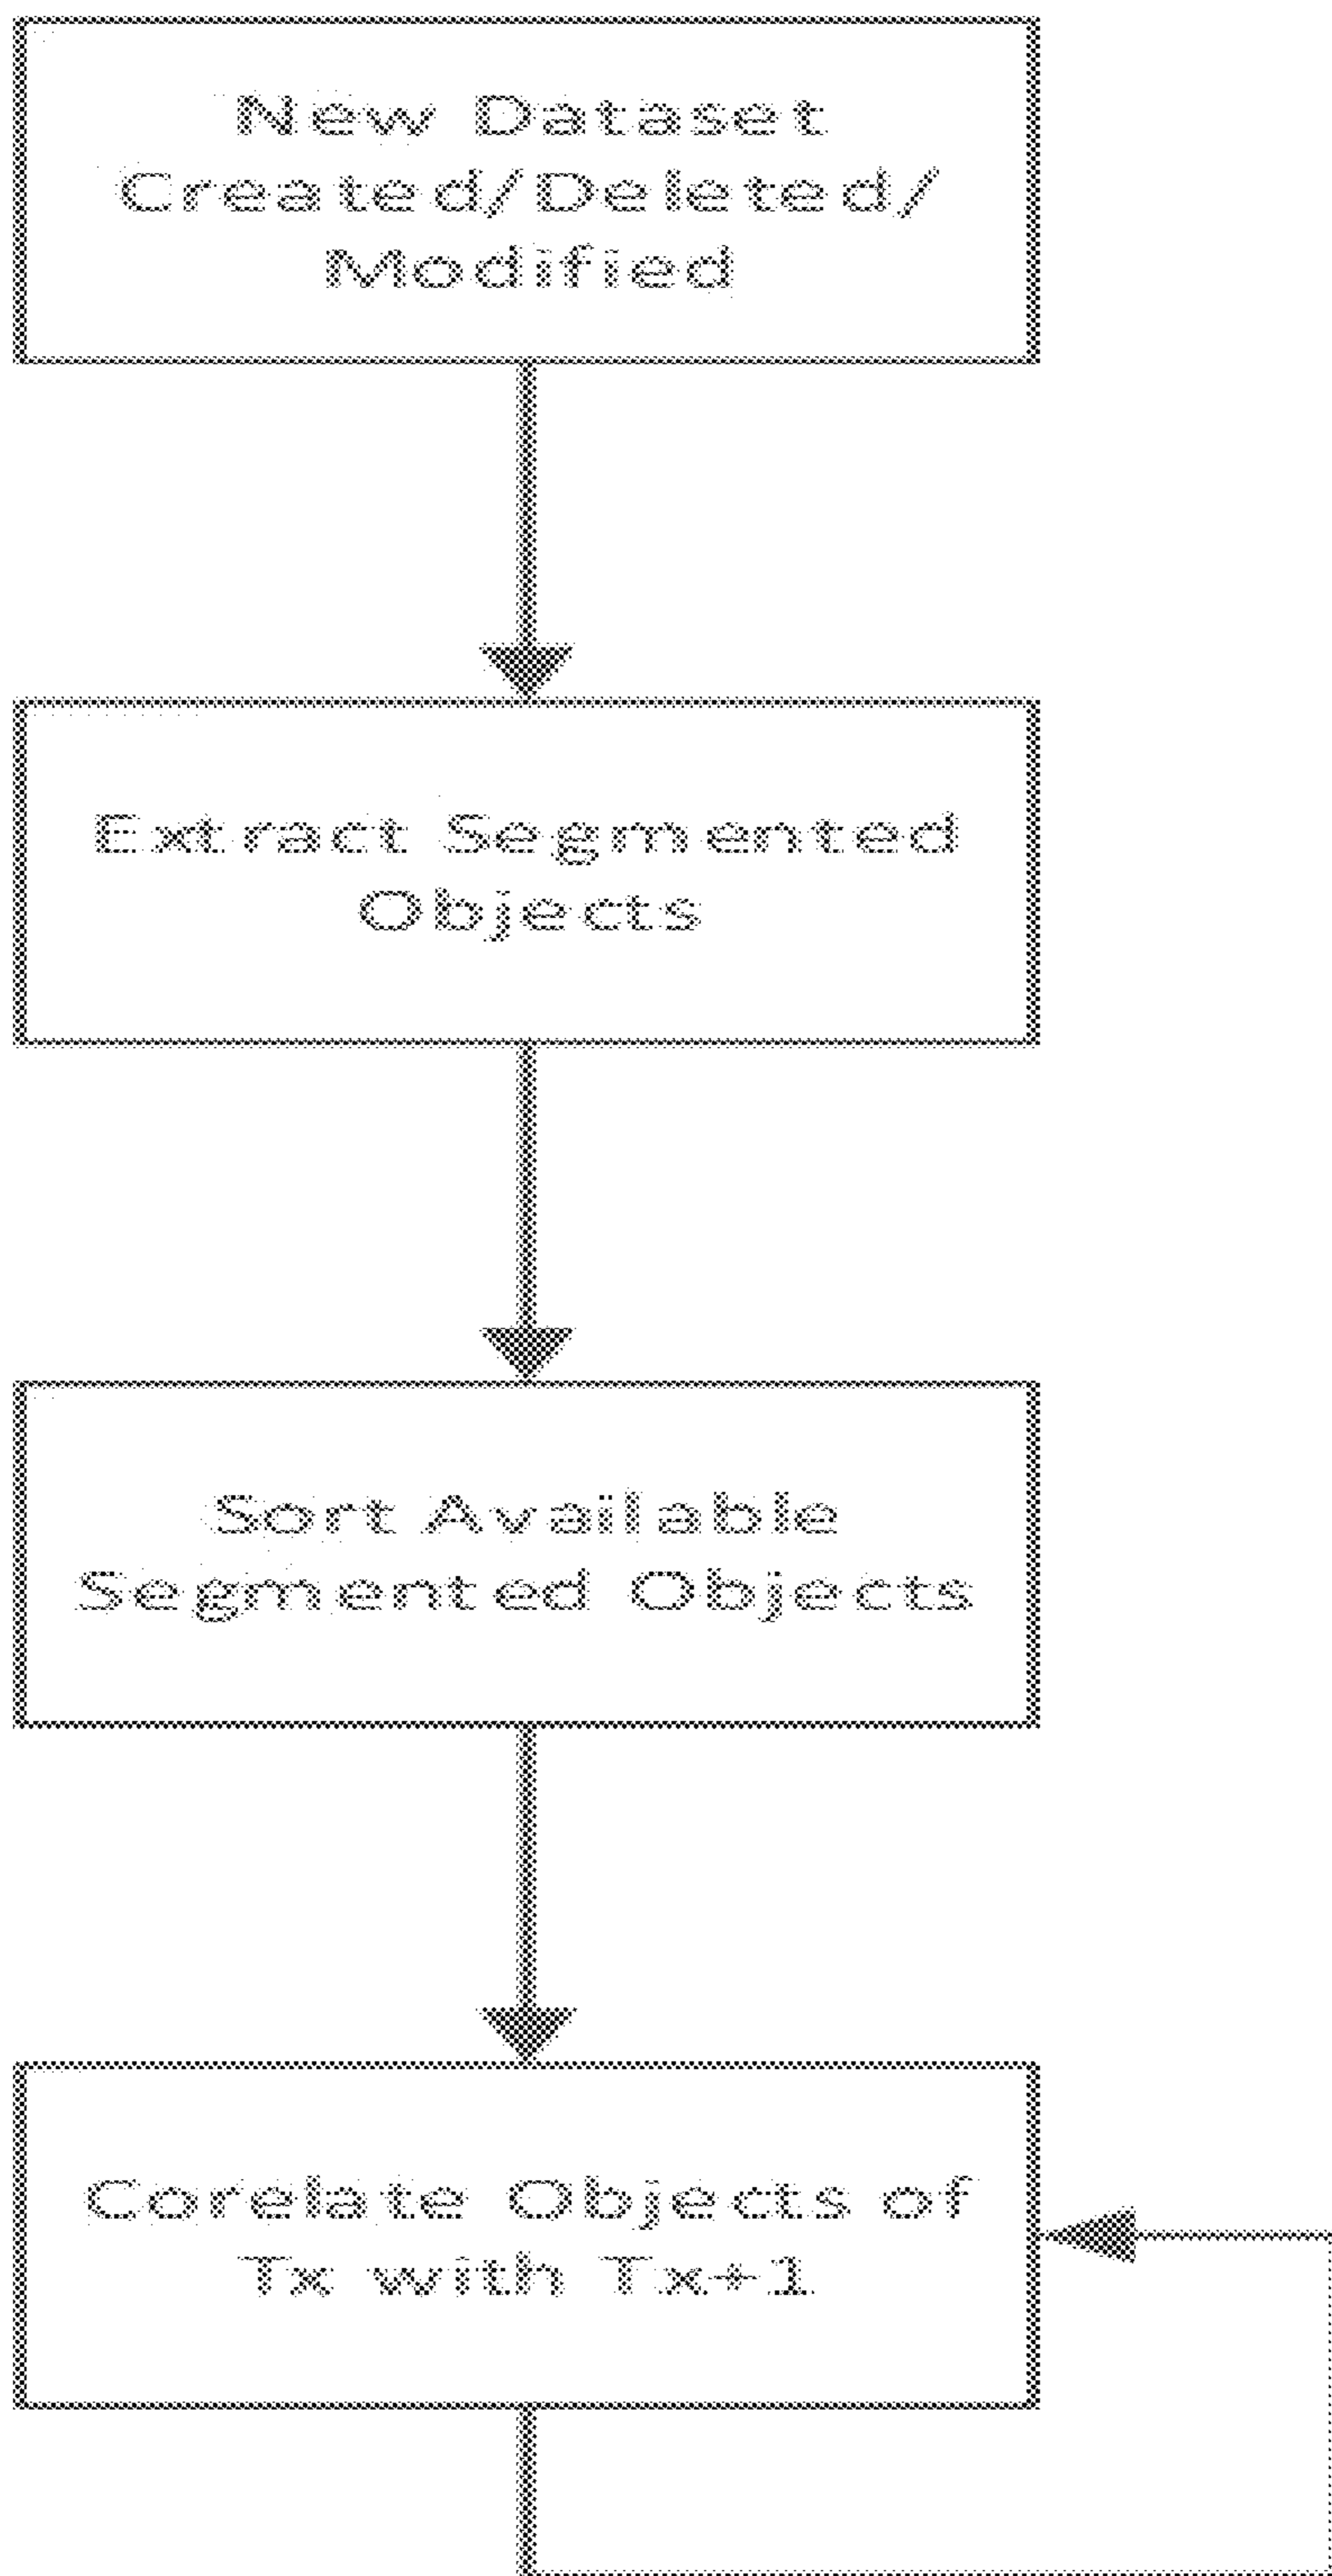 New Dataset
Created/Deleted/
Modified
Extract Segmented
Objects
Sort Available
Segmented Objects
Corelate Objects of
Tx with Tx+1